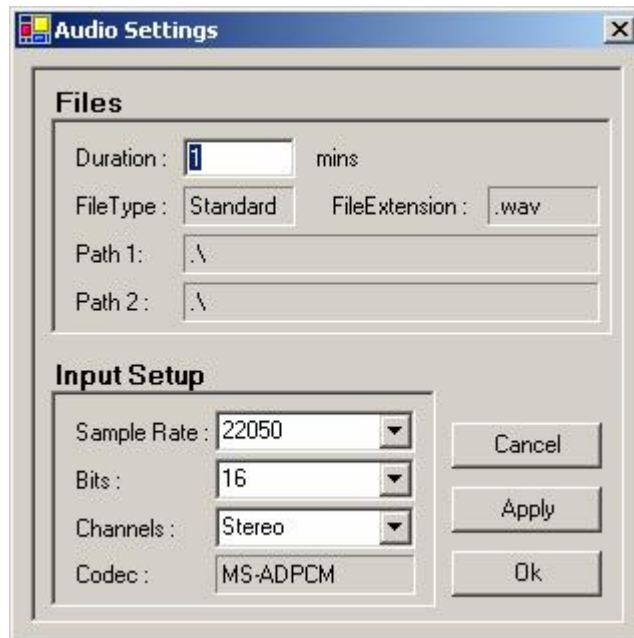 Audio Settings
Files
Duration : 1 mins
FileType : Standard FileExtension : .wav
Path 1: .\
Path 2 : .\
Input Setup
Sample Rate : 22050
Bits : 16
Channels : Stereo
Codec : MS-ADPCM
Cancel
Apply
Ok